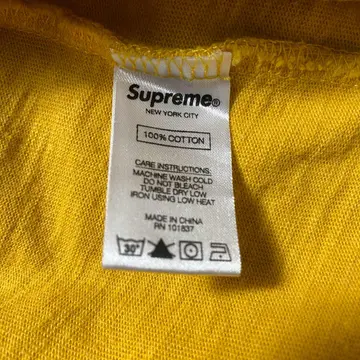 Supreme®
NEW YORK CITY
100% COTTON
CARE INSTRUCTIONS:
MACHINE WASH COLD
DO NOT BLEACH
TUMBLE DRY LOW
IRON USING LOW HEAT
MADE IN CHINA
RN 101837
30°